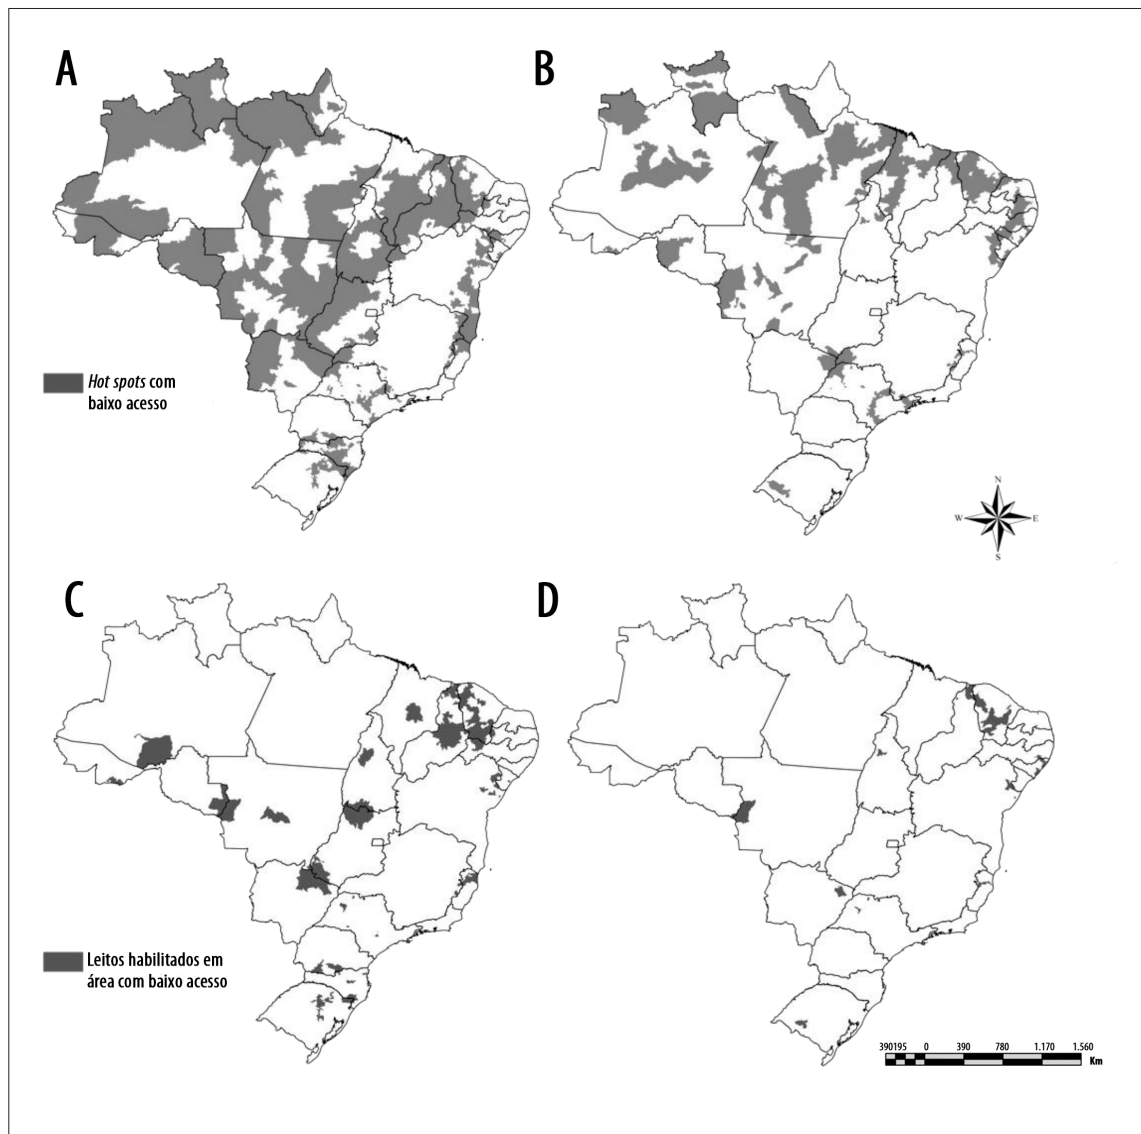 A
B
Hot spots com
baixo acesso
N
W
E
S
C
D
Leitos habilitados em
área com baixo acesso
390195 0 390 780 1.170 1.560
Km